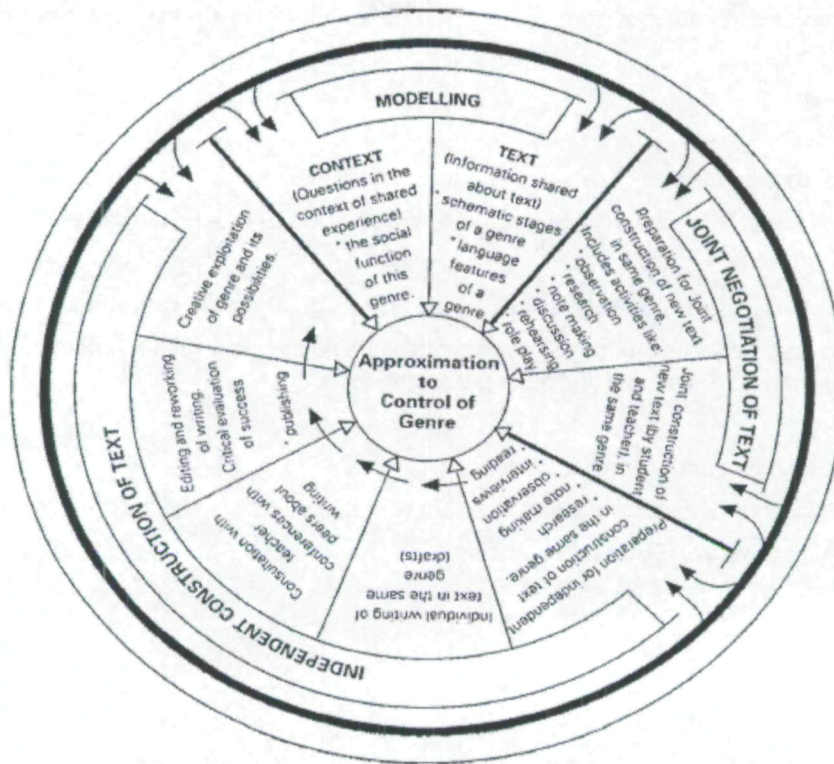 MODELLING
CONTEXT
(Questions in the
context of shared
experience)
* the social
function
of this
genre.
TEXT
(Information shared
about text)
* schematic stages
of a genre
* language
features
of a
genre
JOINT NEGOTIATION OF TEXT
preparation for Joint
construction of new text
in same genre.
Includes activities like:
* observation
* research
* note making
discussion
* rehearsing
role play
Joint construction of
new text (by student
and teacher), in
the same genre
INDEPENDENT CONSTRUCTION OF TEXT
Preparation for independent
construction of text
in the same genre.
* research
* note making
* observation
* interviews
reading
Individual writing of
text in the same
genre
(drafts)
Consultation with
teacher
conferences with
peers about
writing
Editing and reworking
Critical evaluation
of success
of writing.
* publishing
Creative exploitation
of genre and its
possibilities.
Approximation
to
Control of
Genre